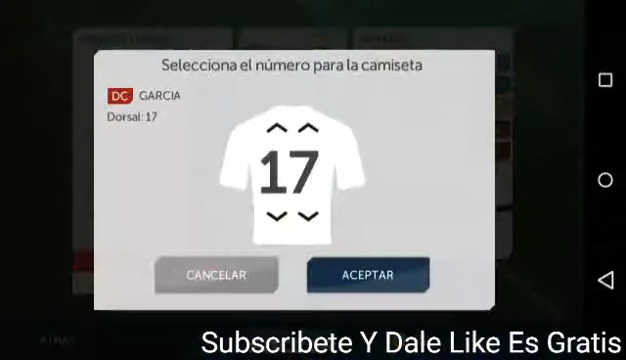 Selecciona el número para la camiseta
DC GARCIA
Dorsal: 17
17
CANCELAR
ACEPTAR
Subscribete Y Dale Like Es Gratis